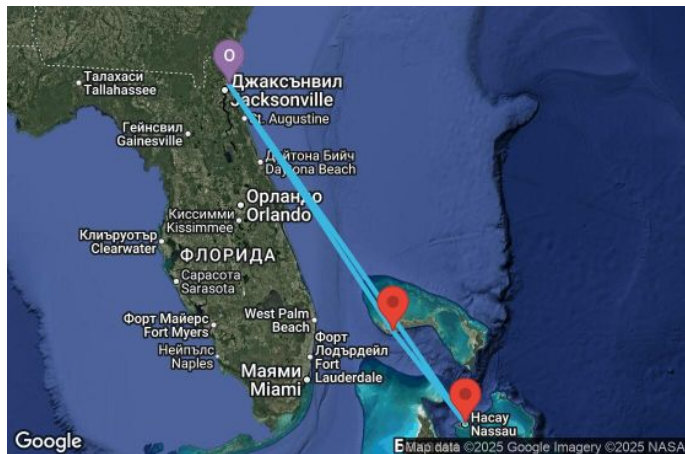 O
Талахаси
Tallahassee
Джаксънвил
Jacksonville
St. Augustine
Гейнсвил
Gainesville
Дейтона Бийч
Daytona Beach
Орландо
Orlando
Киссимми
Kissimmee
Клиъруотър
Clearwater
ФЛОРИДА
Сарасота
Sarasota
Форт Майерс
Fort Myers
West Palm
Beach
Нейпълс
Naples
Форт
Лодърдейл
Fort
Lauderdale
Маями
Miami
Насау
Nassau
Google
Map data ©2025 Google Imagery ©2025 NASA